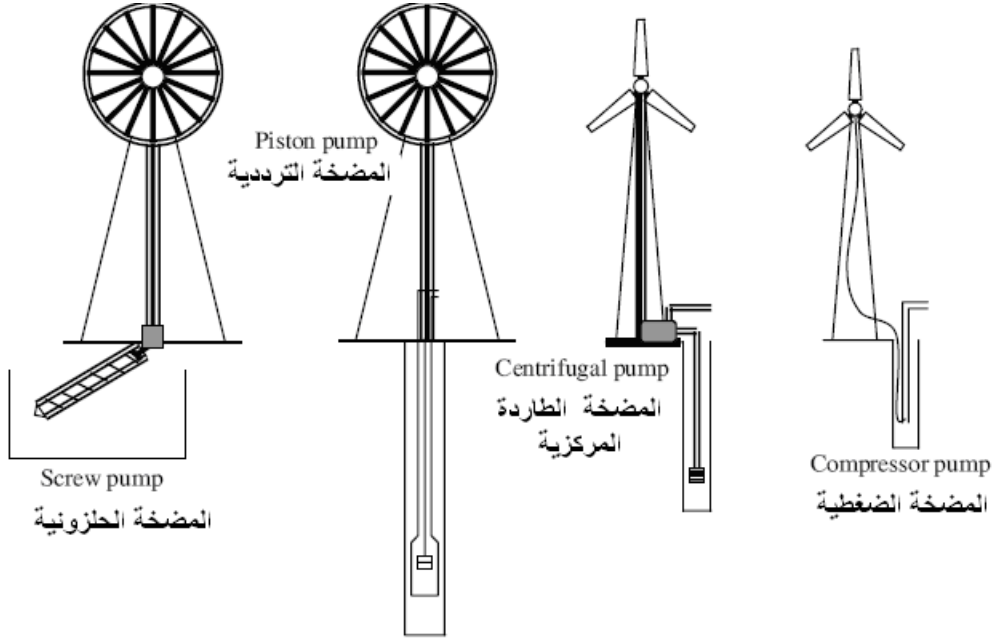 Piston pump
المضخة الترددية
Centrifugal pump
المضخة الطاردة
المركزية
Screw pump
المضخة الحلزونية
Compressor pump
المضخة الضغطية